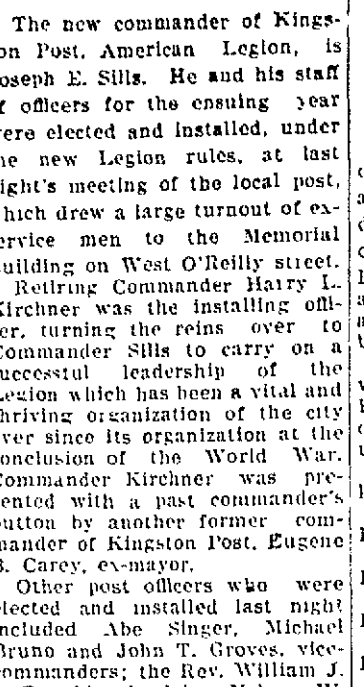 The new commander of Kings-
on Post, American Legion, is
oseph E. Sills. He and his staff
f officers for the ensuing year
ere elected and installed, under
he new Legion rules, at last
ight's meeting of the local post,
hich drew a large turnout of ex-
ervice men to the Memorial
uilding on West O'Reilly street.
Retiring Commander Harry L.
Kirchner was the installing offi-
er, turning the reins over to
Commander Sills to carry on a
uccessful leadership of the
Legion which has been a vital and
hriving organization of the city
ver since its organization at the
onclusion of the World War.
Commander Kirchner was pre-
ented with a past commander's
button by another former com-
mander of Kingston Post, Eugene
B. Carey, ex-mayor.
Other post officers who were
elected and installed last night
included Abe Singer, Michael
Bruno and John T. Groves, vice-
commanders; the Rev. William J.